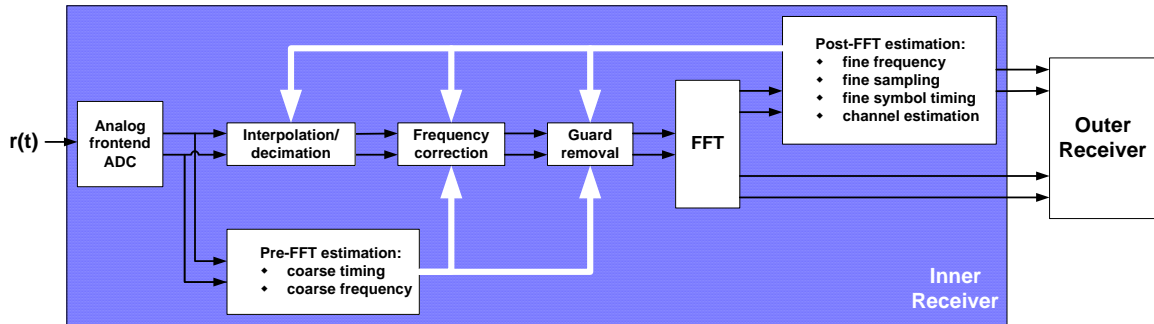 r(t)
Analog
frontend
ADC
Interpolation/
decimation
Frequency
correction
Guard
removal
FFT
Post-FFT estimation:
◆ fine frequency
◆ fine sampling
◆ fine symbol timing
◆ channel estimation
Outer
Receiver
Pre-FFT estimation:
◆ coarse timing
◆ coarse frequency
Inner
Receiver